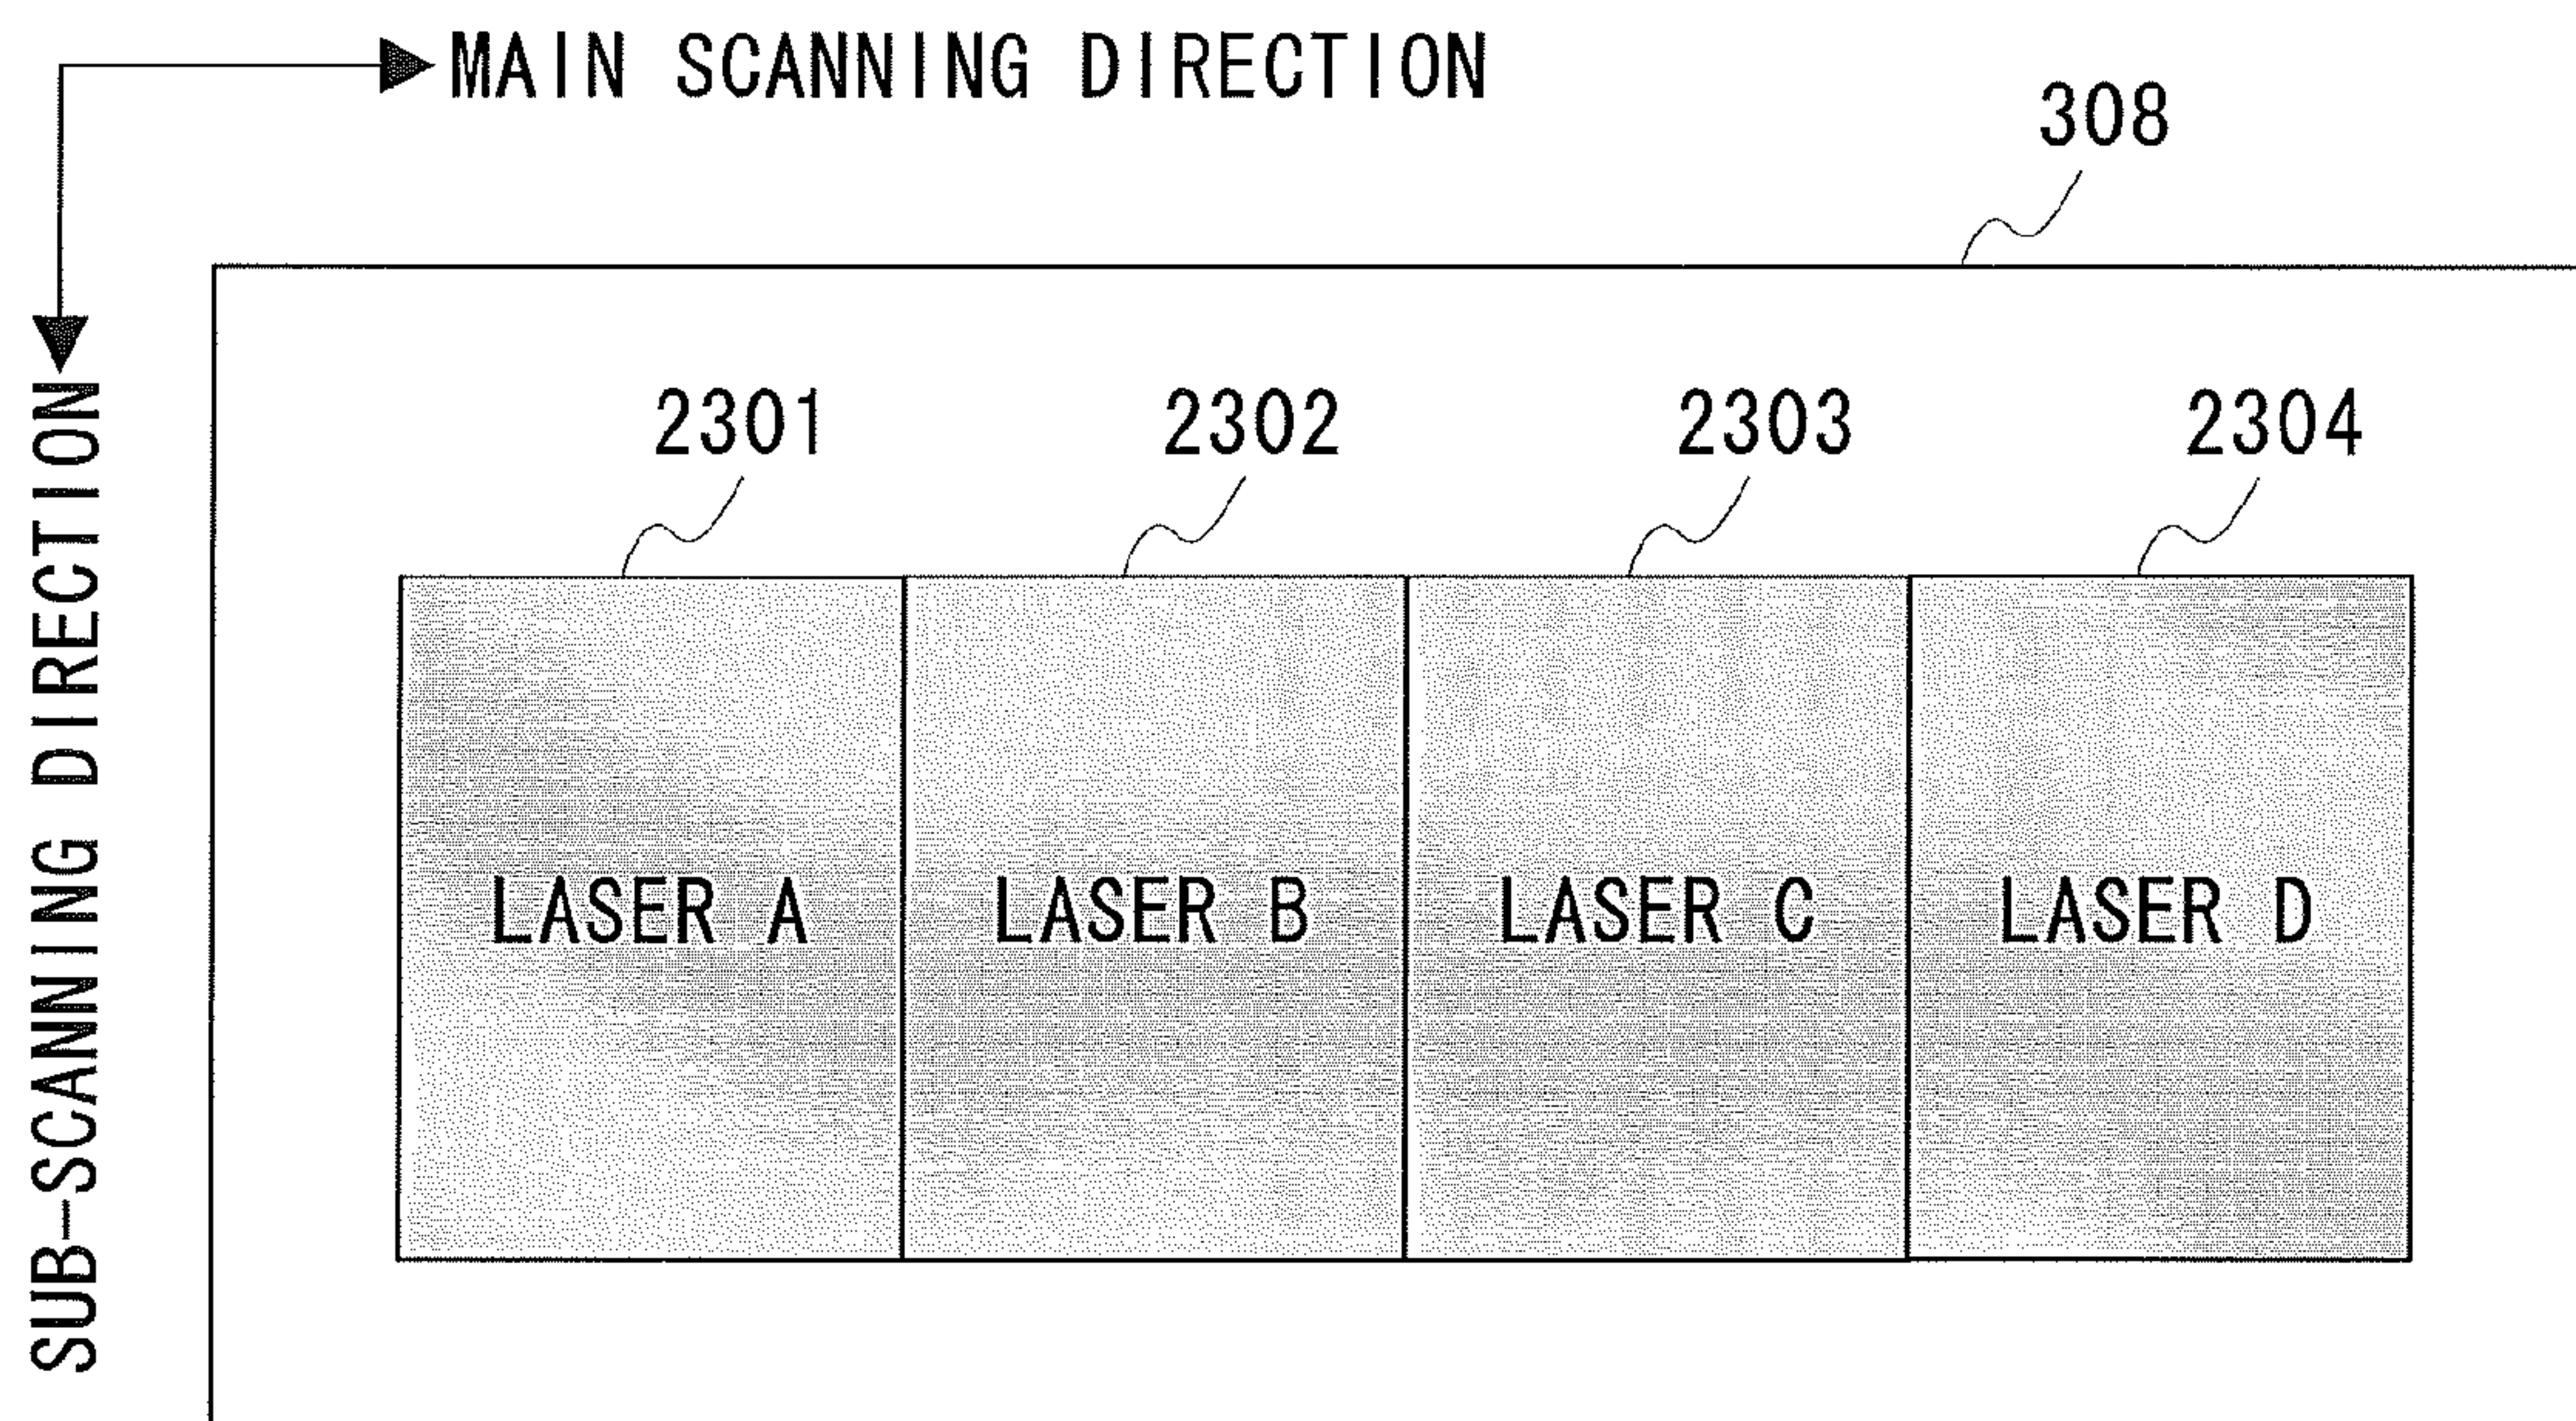 MAIN SCANNING DIRECTION
308
SUB-SCANNING DIRECTION
2301
2302
2303
2304
LASER A
LASER B
LASER C
LASER D